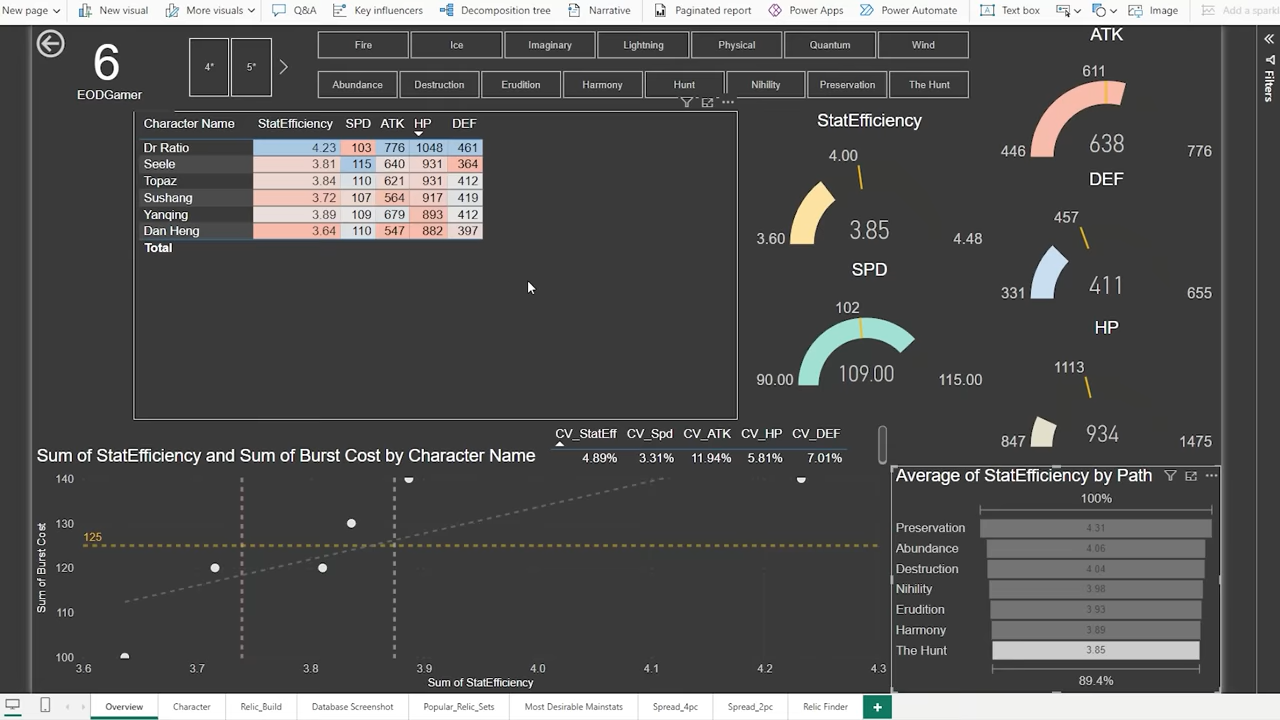 New page
New visual
More visuals
Q&A
Key influencers
Decomposition tree
Narrative
Paginated report
Power Apps
Power Automate
Text box
Image
Add a spark
6
EODGamer
4*
5*
Fire
Ice
Imaginary
Lightning
Physical
Quantum
Wind
Abundance
Destruction
Erudition
Harmony
Hunt
Nihility
Preservation
The Hunt
Character Name StatEfficiency SPD ATK HP DEF
Dr Ratio 4.23 103 776 1048 461
Seele 3.81 115 640 931 364
Topaz 3.84 110 621 931 412
Sushang 3.72 107 564 917 419
Yanqing 3.89 109 679 893 412
Dan Heng 3.64 110 547 882 397
Total
StatEfficiency
4.00
3.60
3.85
4.48
SPD
102
90.00
109.00
115.00
ATK
611
446
638
776
DEF
457
331
411
655
HP
1113
847
934
1475
Filters
CV_StatEff CV_Spd CV_ATK CV_HP CV_DEF
4.89% 3.31% 11.94% 5.81% 7.01%
Sum of StatEfficiency and Sum of Burst Cost by Character Name
Sum of Burst Cost
140
130
125
120
110
100
3.6 3.7 3.8 3.9 4.0 4.1 4.2 4.3
Sum of StatEfficiency
Average of StatEfficiency by Path
100%
Preservation 4.31
Abundance 4.06
Destruction 4.04
Nihility 3.98
Erudition 3.93
Harmony 3.89
The Hunt 3.85
89.4%
Overview
Character
Relic_Build
Database Screenshot
Popular_Relic_Sets
Most Desirable Mainstats
Spread_4pc
Spread_2pc
Relic Finder